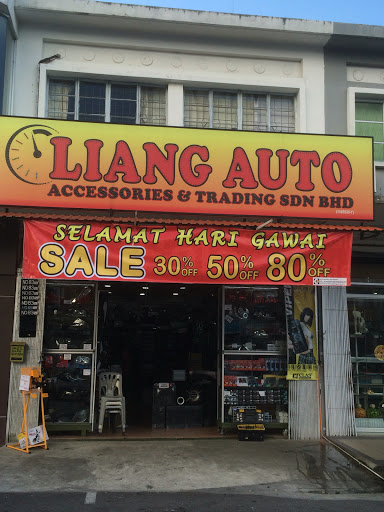 LIANG AUTO
ACCESSORIES & TRADING SDN BHD
SELAMAT HARI GAWAI
SALE 30% OFF 50% OFF 80% OFF